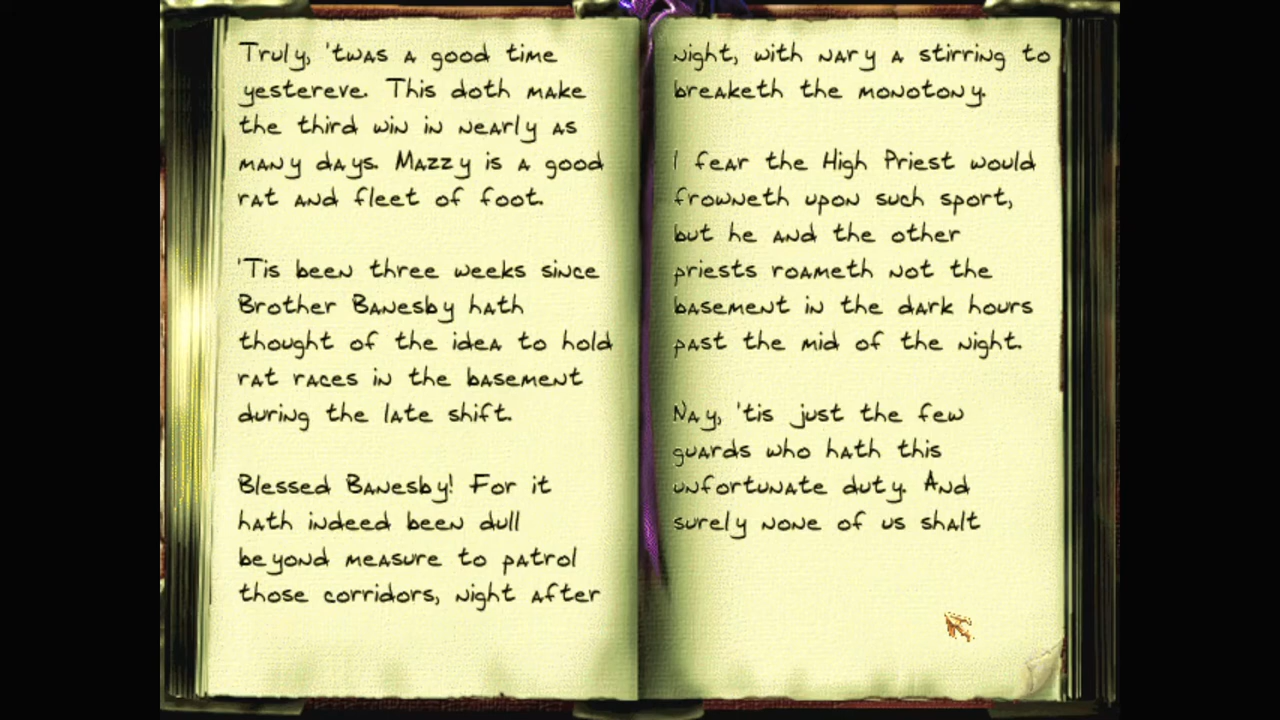 Truly, 'twas a good time
yestereve. This doth make
the third win in nearly as
many days. Mazzy is a good
rat and fleet of foot.
'Tis been three weeks since
Brother Banesby hath
thought of the idea to hold
rat races in the basement
during the late shift.
Blessed Banesby! For it
hath indeed been dull
beyond measure to patrol
those corridors, night after
night, with nary a stirring to
breaketh the monotony.
I fear the High Priest would
frowneth upon such sport,
but he and the other
priests roameth not the
basement in the dark hours
past the mid of the night.
Nay, 'tis just the few
guards who hath this
unfortunate duty. And
surely none of us shalt